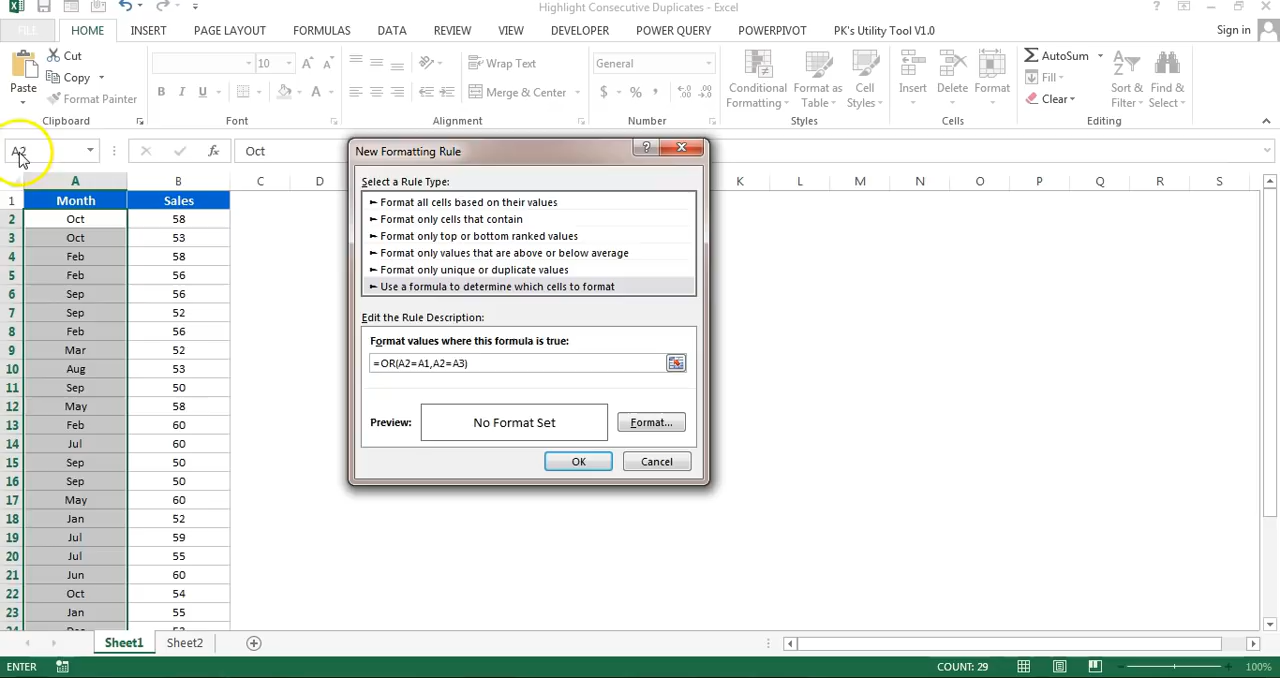 Highlight Consecutive Duplicates - Excel
FILE HOME INSERT PAGE LAYOUT FORMULAS DATA REVIEW VIEW DEVELOPER POWER QUERY POWERPIVOT PK's Utility Tool V1.0 Sign in
Paste
Cut
Copy
Format Painter
Clipboard
10
B I U
Font
Wrap Text
Merge & Center
Alignment
General
$ % ,
Number
Conditional Formatting
Format as Table
Cell Styles
Styles
Insert Delete Format
Cells
AutoSum
Fill
Clear
Sort & Filter
Find & Select
Editing
A2 fx Oct
A B C D K L M N O P Q R S
1 Month Sales
2 Oct 58
3 Oct 53
4 Feb 58
5 Feb 56
6 Sep 56
7 Sep 52
8 Feb 56
9 Mar 52
10 Aug 53
11 Sep 50
12 May 58
13 Feb 60
14 Jul 60
15 Sep 50
16 Sep 50
17 May 60
18 Jan 52
19 Jul 59
20 Jul 55
21 Jun 60
22 Oct 54
23 Jan 55
New Formatting Rule
Select a Rule Type:
► Format all cells based on their values
► Format only cells that contain
► Format only top or bottom ranked values
► Format only values that are above or below average
► Format only unique or duplicate values
► Use a formula to determine which cells to format
Edit the Rule Description:
Format values where this formula is true:
=OR(A2=A1,A2=A3)
Preview: No Format Set Format...
OK Cancel
Sheet1 Sheet2
ENTER COUNT: 29 100%